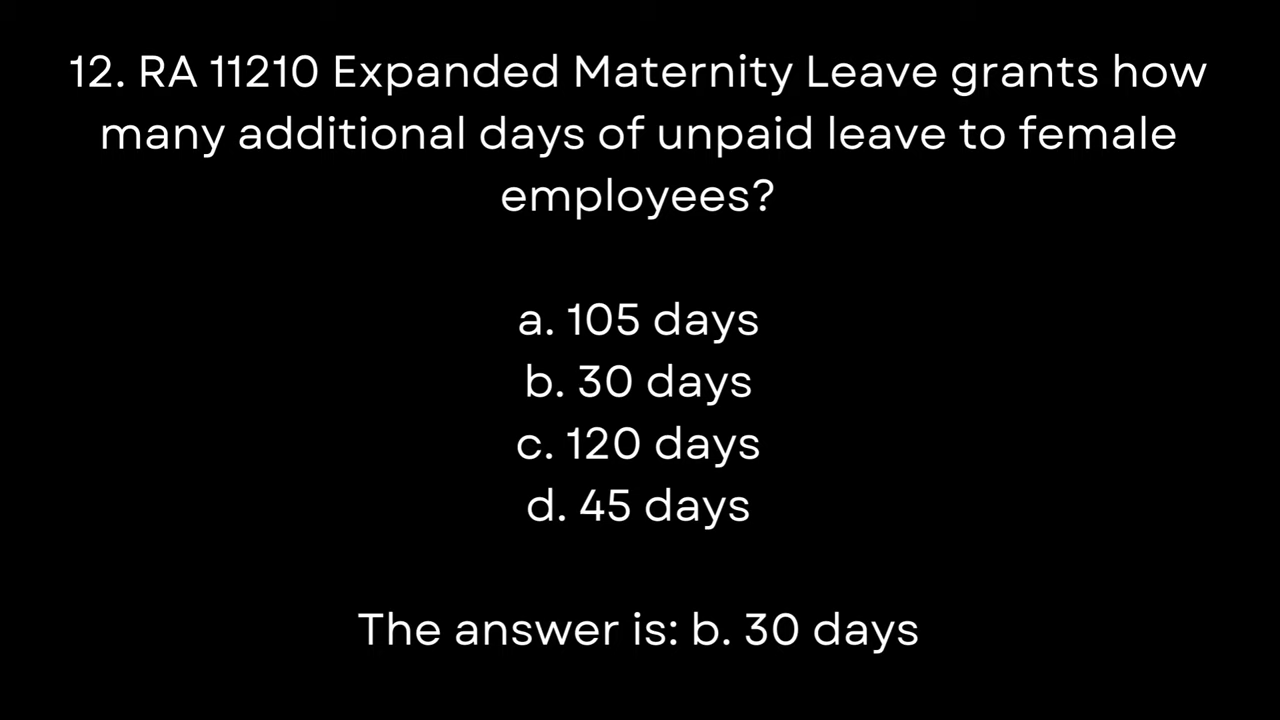 12. RA 11210 Expanded Maternity Leave grants how
many additional days of unpaid leave to female
employees?
a. 105 days
b. 30 days
c. 120 days
d. 45 days
The answer is: b. 30 days